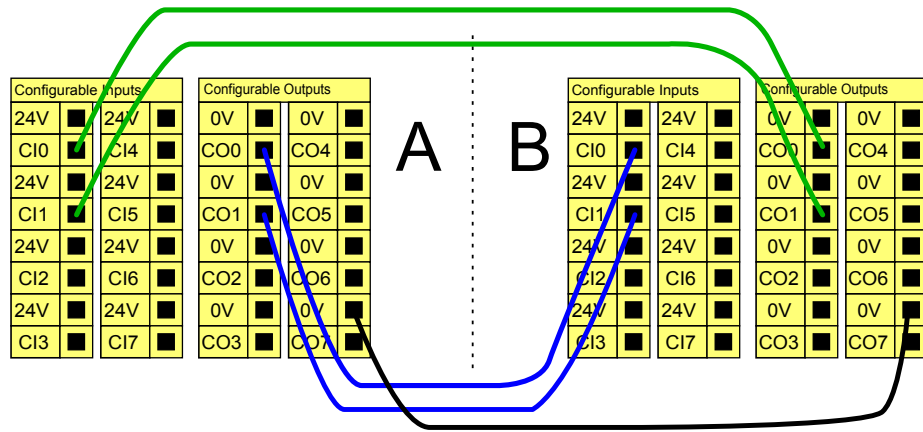 Configurable Inputs Configurable Outputs Configurable Inputs Configurable Outputs
24V 24V 0V 0V A B 24V 24V 0V 0V
CI0 CI4 CO0 CO4 CI0 CI4 CO0 CO4
24V 24V 0V 0V 24V 24V 0V 0V
CI1 CI5 CO1 CO5 CI1 CI5 CO1 CO5
24V 24V 0V 0V 24V 24V 0V 0V
CI2 CI6 CO2 CO6 CI2 CI6 CO2 CO6
24V 24V 0V 0V 24V 24V 0V 0V
CI3 CI7 CO3 CO7 CI3 CI7 CO3 CO7